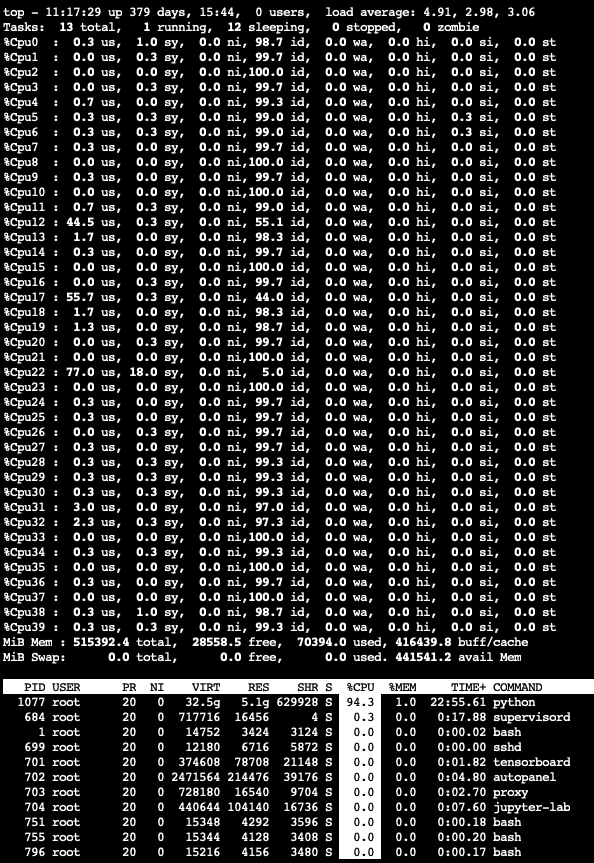 top - 11:17:29 up 379 days, 15:44,  0 users,  load average: 4.91, 2.98, 3.06
Tasks:  13 total,   1 running,  12 sleeping,   0 stopped,   0 zombie
%Cpu0  :  0.3 us,  1.0 sy,  0.0 ni, 98.7 id,  0.0 wa,  0.0 hi,  0.0 si,  0.0 st
%Cpu1  :  0.0 us,  0.3 sy,  0.0 ni, 99.7 id,  0.0 wa,  0.0 hi,  0.0 si,  0.0 st
%Cpu2  :  0.0 us,  0.0 sy,  0.0 ni,100.0 id,  0.0 wa,  0.0 hi,  0.0 si,  0.0 st
%Cpu3  :  0.3 us,  0.0 sy,  0.0 ni, 99.7 id,  0.0 wa,  0.0 hi,  0.0 si,  0.0 st
%Cpu4  :  0.7 us,  0.0 sy,  0.0 ni, 99.3 id,  0.0 wa,  0.0 hi,  0.0 si,  0.0 st
%Cpu5  :  0.3 us,  0.3 sy,  0.0 ni, 99.0 id,  0.0 wa,  0.0 hi,  0.3 si,  0.0 st
%Cpu6  :  0.3 us,  0.3 sy,  0.0 ni, 99.0 id,  0.0 wa,  0.0 hi,  0.3 si,  0.0 st
%Cpu7  :  0.3 us,  0.0 sy,  0.0 ni, 99.7 id,  0.0 wa,  0.0 hi,  0.0 si,  0.0 st
%Cpu8  :  0.0 us,  0.0 sy,  0.0 ni,100.0 id,  0.0 wa,  0.0 hi,  0.0 si,  0.0 st
%Cpu9  :  0.3 us,  0.0 sy,  0.0 ni, 99.7 id,  0.0 wa,  0.0 hi,  0.0 si,  0.0 st
%Cpu10 :  0.0 us,  0.0 sy,  0.0 ni,100.0 id,  0.0 wa,  0.0 hi,  0.0 si,  0.0 st
%Cpu11 :  0.7 us,  0.3 sy,  0.0 ni, 99.0 id,  0.0 wa,  0.0 hi,  0.0 si,  0.0 st
%Cpu12 : 44.5 us,  0.3 sy,  0.0 ni, 55.1 id,  0.0 wa,  0.0 hi,  0.0 si,  0.0 st
%Cpu13 :  1.7 us,  0.0 sy,  0.0 ni, 98.3 id,  0.0 wa,  0.0 hi,  0.0 si,  0.0 st
%Cpu14 :  0.3 us,  0.0 sy,  0.0 ni, 99.7 id,  0.0 wa,  0.0 hi,  0.0 si,  0.0 st
%Cpu15 :  0.0 us,  0.0 sy,  0.0 ni,100.0 id,  0.0 wa,  0.0 hi,  0.0 si,  0.0 st
%Cpu16 :  0.0 us,  0.3 sy,  0.0 ni, 99.7 id,  0.0 wa,  0.0 hi,  0.0 si,  0.0 st
%Cpu17 : 55.7 us,  0.3 sy,  0.0 ni, 44.0 id,  0.0 wa,  0.0 hi,  0.0 si,  0.0 st
%Cpu18 :  1.7 us,  0.0 sy,  0.0 ni, 98.3 id,  0.0 wa,  0.0 hi,  0.0 si,  0.0 st
%Cpu19 :  1.3 us,  0.0 sy,  0.0 ni, 98.7 id,  0.0 wa,  0.0 hi,  0.0 si,  0.0 st
%Cpu20 :  0.0 us,  0.3 sy,  0.0 ni, 99.7 id,  0.0 wa,  0.0 hi,  0.0 si,  0.0 st
%Cpu21 :  0.0 us,  0.0 sy,  0.0 ni,100.0 id,  0.0 wa,  0.0 hi,  0.0 si,  0.0 st
%Cpu22 : 77.0 us, 18.0 sy,  0.0 ni,  5.0 id,  0.0 wa,  0.0 hi,  0.0 si,  0.0 st
%Cpu23 :  0.0 us,  0.0 sy,  0.0 ni,100.0 id,  0.0 wa,  0.0 hi,  0.0 si,  0.0 st
%Cpu24 :  0.3 us,  0.0 sy,  0.0 ni, 99.7 id,  0.0 wa,  0.0 hi,  0.0 si,  0.0 st
%Cpu25 :  0.3 us,  0.0 sy,  0.0 ni, 99.7 id,  0.0 wa,  0.0 hi,  0.0 si,  0.0 st
%Cpu26 :  0.0 us,  0.3 sy,  0.0 ni, 99.7 id,  0.0 wa,  0.0 hi,  0.0 si,  0.0 st
%Cpu27 :  0.3 us,  0.0 sy,  0.0 ni, 99.7 id,  0.0 wa,  0.0 hi,  0.0 si,  0.0 st
%Cpu28 :  0.3 us,  0.3 sy,  0.0 ni, 99.3 id,  0.0 wa,  0.0 hi,  0.0 si,  0.0 st
%Cpu29 :  0.3 us,  0.3 sy,  0.0 ni, 99.3 id,  0.0 wa,  0.0 hi,  0.0 si,  0.0 st
%Cpu30 :  0.3 us,  0.3 sy,  0.0 ni, 99.3 id,  0.0 wa,  0.0 hi,  0.0 si,  0.0 st
%Cpu31 :  3.0 us,  0.0 sy,  0.0 ni, 97.0 id,  0.0 wa,  0.0 hi,  0.0 si,  0.0 st
%Cpu32 :  2.3 us,  0.3 sy,  0.0 ni, 97.3 id,  0.0 wa,  0.0 hi,  0.0 si,  0.0 st
%Cpu33 :  0.0 us,  0.0 sy,  0.0 ni,100.0 id,  0.0 wa,  0.0 hi,  0.0 si,  0.0 st
%Cpu34 :  0.3 us,  0.3 sy,  0.0 ni, 99.3 id,  0.0 wa,  0.0 hi,  0.0 si,  0.0 st
%Cpu35 :  0.0 us,  0.0 sy,  0.0 ni,100.0 id,  0.0 wa,  0.0 hi,  0.0 si,  0.0 st
%Cpu36 :  0.3 us,  0.0 sy,  0.0 ni, 99.7 id,  0.0 wa,  0.0 hi,  0.0 si,  0.0 st
%Cpu37 :  0.0 us,  0.0 sy,  0.0 ni,100.0 id,  0.0 wa,  0.0 hi,  0.0 si,  0.0 st
%Cpu38 :  0.3 us,  1.0 sy,  0.0 ni, 98.7 id,  0.0 wa,  0.0 hi,  0.0 si,  0.0 st
%Cpu39 :  0.3 us,  0.3 sy,  0.0 ni, 99.3 id,  0.0 wa,  0.0 hi,  0.0 si,  0.0 st
MiB Mem : 515392.4 total,  28558.5 free,  70394.0 used, 416439.8 buff/cache
MiB Swap:      0.0 total,      0.0 free,      0.0 used. 441541.2 avail Mem
PID USER      PR  NI    VIRT    RES    SHR S  %CPU  %MEM     TIME+ COMMAND
1077 root      20   0   32.5g   5.1g 629928 S  94.3   1.0  22:55.61 python
684 root      20   0  717716  16456      4 S   0.3   0.0   0:17.88 supervisord
1 root      20   0   14752   3424   3124 S   0.0   0.0   0:00.02 bash
699 root      20   0   12180   6716   5872 S   0.0   0.0   0:00.00 sshd
701 root      20   0  374608  78708  21148 S   0.0   0.0   0:01.82 tensorboard
702 root      20   0 2471564 214476  39176 S   0.0   0.0   0:04.80 autopanel
703 root      20   0  728180  16540   9704 S   0.0   0.0   0:02.70 proxy
704 root      20   0  440644 104140  16736 S   0.0   0.0   0:07.60 jupyter-lab
751 root      20   0   15348   4292   3596 S   0.0   0.0   0:00.18 bash
755 root      20   0   15344   4128   3408 S   0.0   0.0   0:00.20 bash
796 root      20   0   15216   4156   3480 S   0.0   0.0   0:00.17 bash